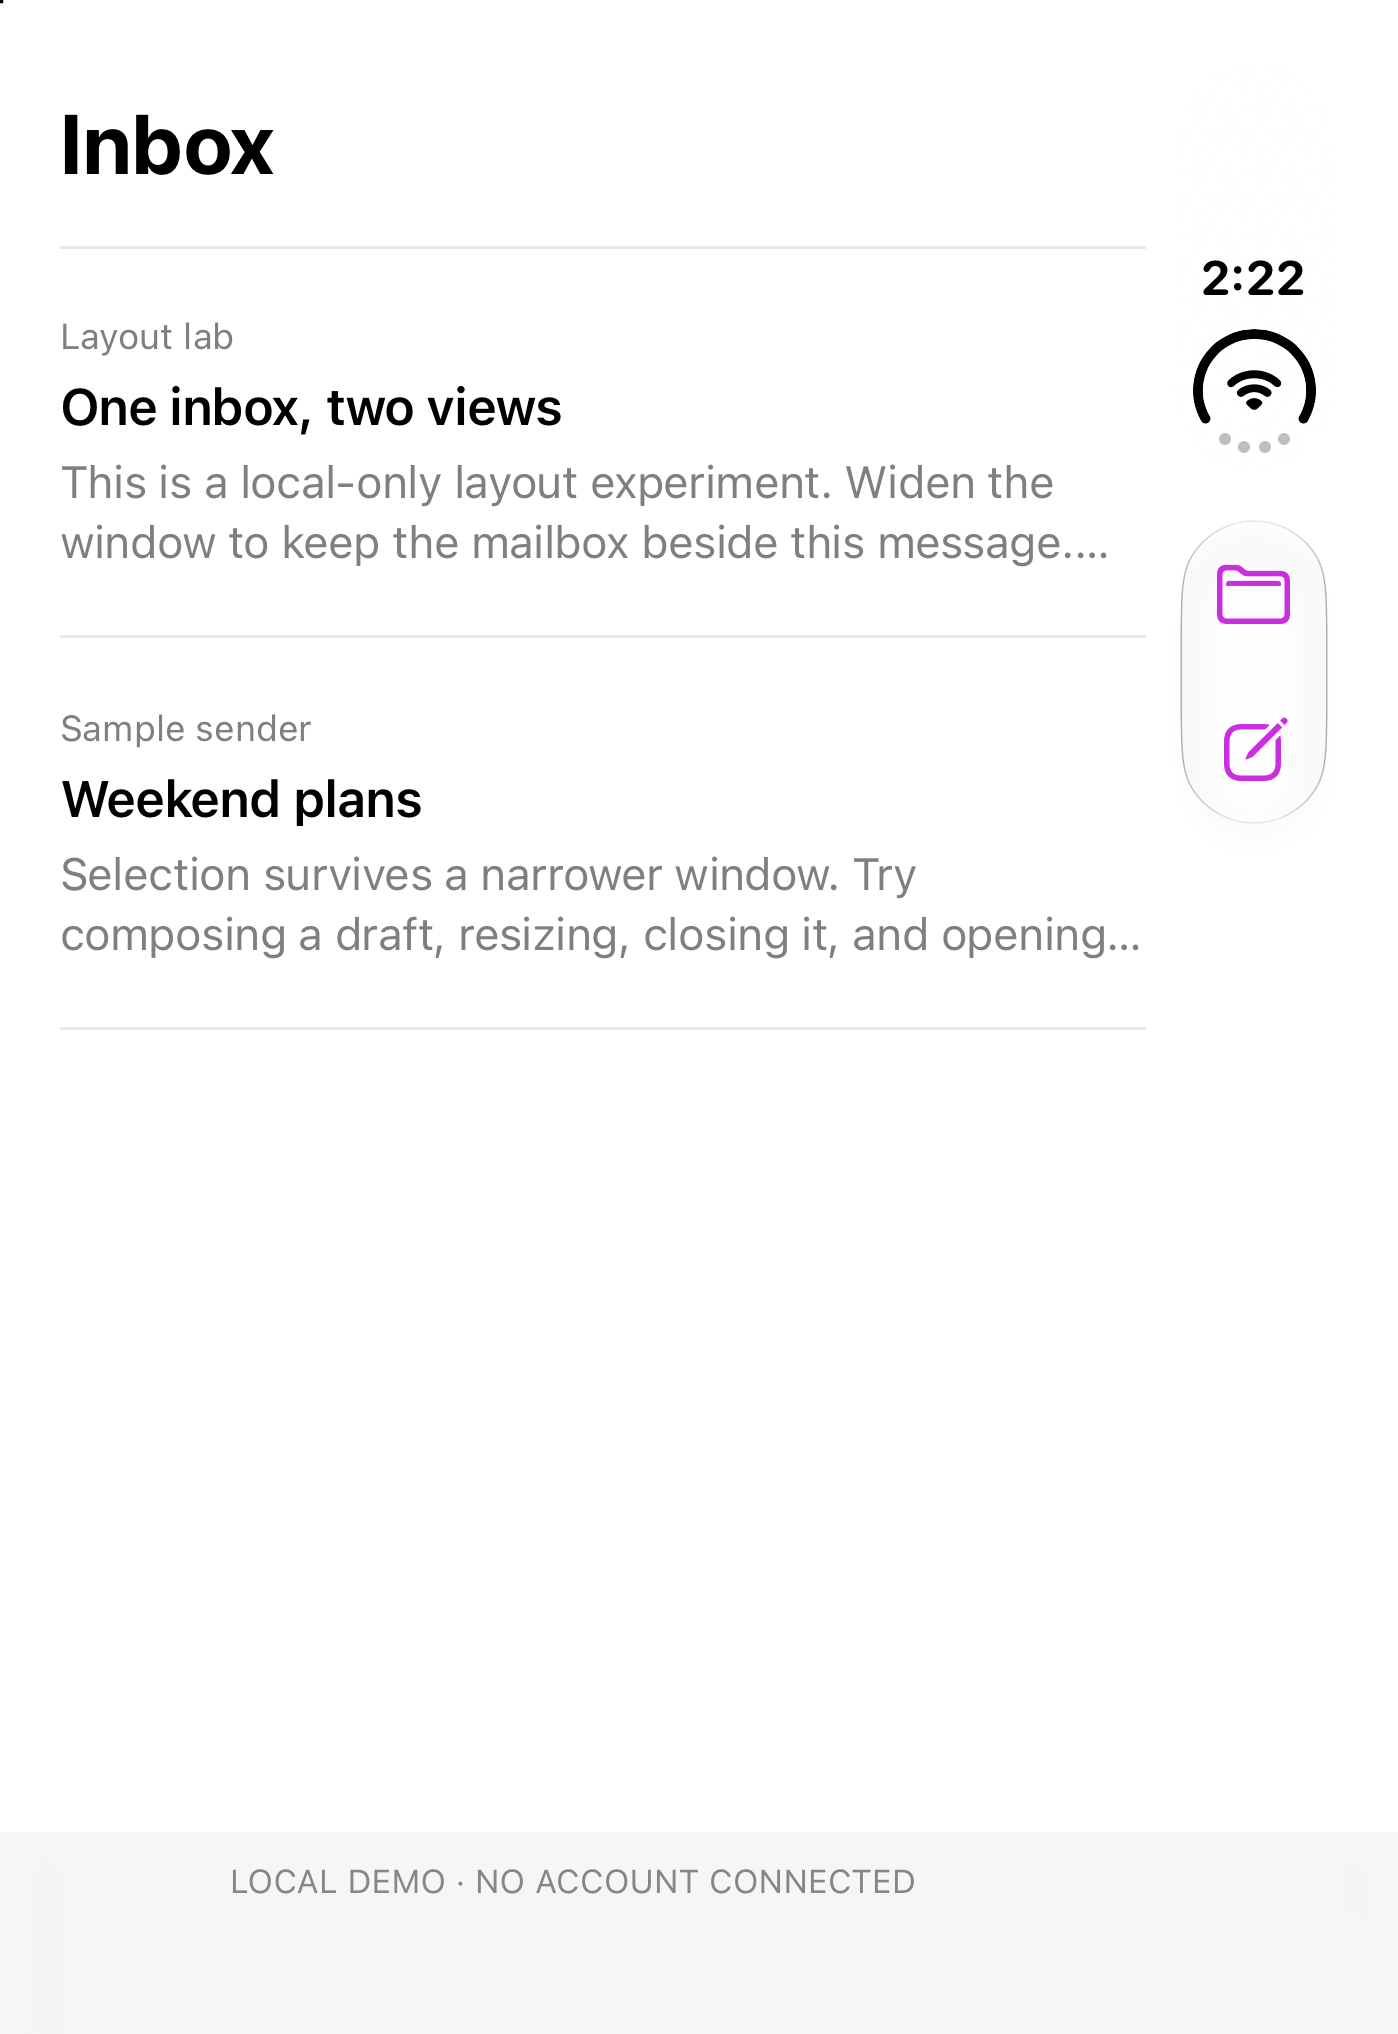 Inbox
2:22
Layout lab
One inbox, two views
This is a local-only layout experiment. Widen the
window to keep the mailbox beside this message....
Sample sender
Weekend plans
Selection survives a narrower window. Try
composing a draft, resizing, closing it, and opening...
LOCAL DEMO · NO ACCOUNT CONNECTED